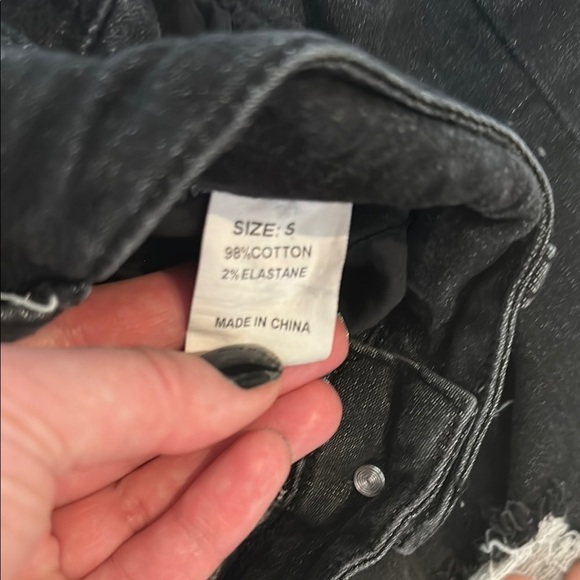 SIZE: S
98%COTTON
2%ELASTANE
MADE IN CHINA